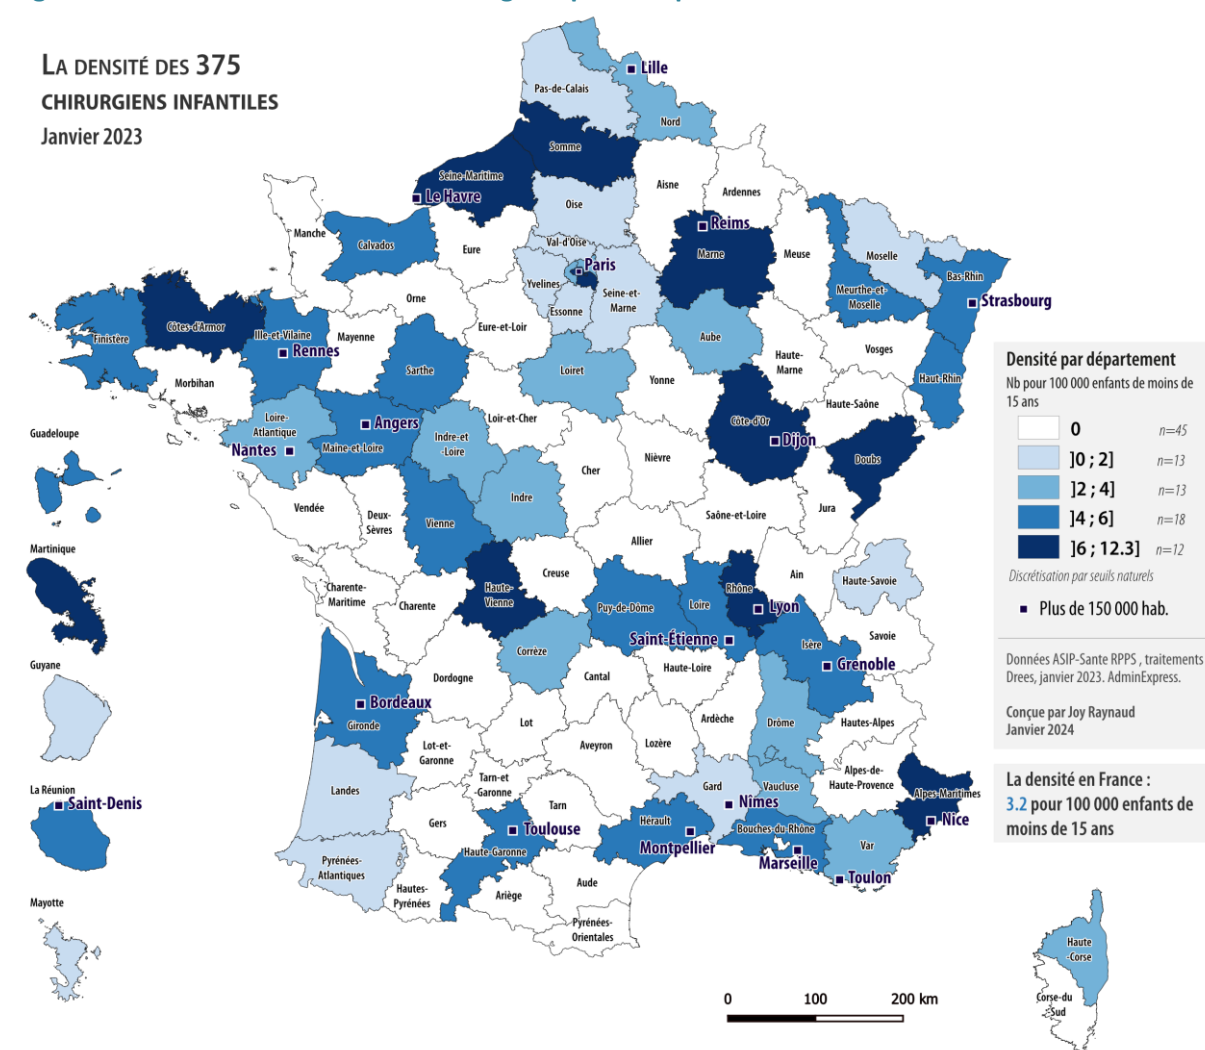 LA DENSITÉ DES 375
CHIRURGIENS INFANTILES
Janvier 2023
Lille
Pas-de-Calais
Nord
Somme
Seine-Maritime
Le Havre
Aisne
Ardennes
Oise
Reims
Manche
Calvados
Eure
Val-d'Oise
Marne
Meuse
Moselle
Paris
Bas-Rhin
Yvelines
Seine-et-
Marne
Meurthe-et-
Moselle
Strasbourg
Orne
Essonne
Côtes-d'Armor
Eure-et-Loir
Finistère
Ille-et-Vilaine
Mayenne
Aube
Rennes
Vosges
Haute-
Marne
Sarthe
Loiret
Morbihan
Yonne
Haut-Rhin
Haute-Saône
Loire-
Atlantique
Angers
Loir-et-Cher
Côte-d'Or
Dijon
Nantes
Maine-et-Loire
Indre-et
-Loire
Doubs
Nièvre
Cher
Indre
Vendée
Deux-
Sèvres
Vienne
Saône-et-Loire
Jura
Allier
Charente-
Maritime
Charente
Haute-
Vienne
Creuse
Rhône
Ain
Haute-Savoie
Puy-de-Dôme
Loire
Lyon
Saint-Étienne
Savoie
Isère
Corrèze
Grenoble
Haute-Loire
Dordogne
Cantal
Bordeaux
Gironde
Lot
Ardèche
Drôme
Hautes-Alpes
Lot-et-
Garonne
Aveyron
Lozère
Tarn-et
-Garonne
Gard
Vaucluse
Alpes-de-
Haute-Provence
Alpes-Maritimes
Landes
Tarn
Nîmes
Nice
Gers
Toulouse
Hérault
Bouches-du-Rhône
Montpellier
Marseille
Var
Haute-Garonne
Toulon
Pyrénées-
Atlantiques
Hautes-
Pyrénées
Ariège
Aude
Pyrénées-
Orientales
Haute
-Corse
Corse-du
-Sud
Guadeloupe
Martinique
Guyane
La Réunion
Saint-Denis
Mayotte
0 100 200 km
Densité par département
Nb pour 100 000 enfants de moins de
15 ans
0 n=45
]0 ; 2] n=13
]2 ; 4] n=13
]4 ; 6] n=18
]6 ; 12.3] n=12
Discrétisation par seuils naturels
Plus de 150 000 hab.
Données ASIP-Sante RPPS , traitements
Drees, janvier 2023. AdminExpress.
Conçue par Joy Raynaud
Janvier 2024
La densité en France :
3.2 pour 100 000 enfants de
moins de 15 ans